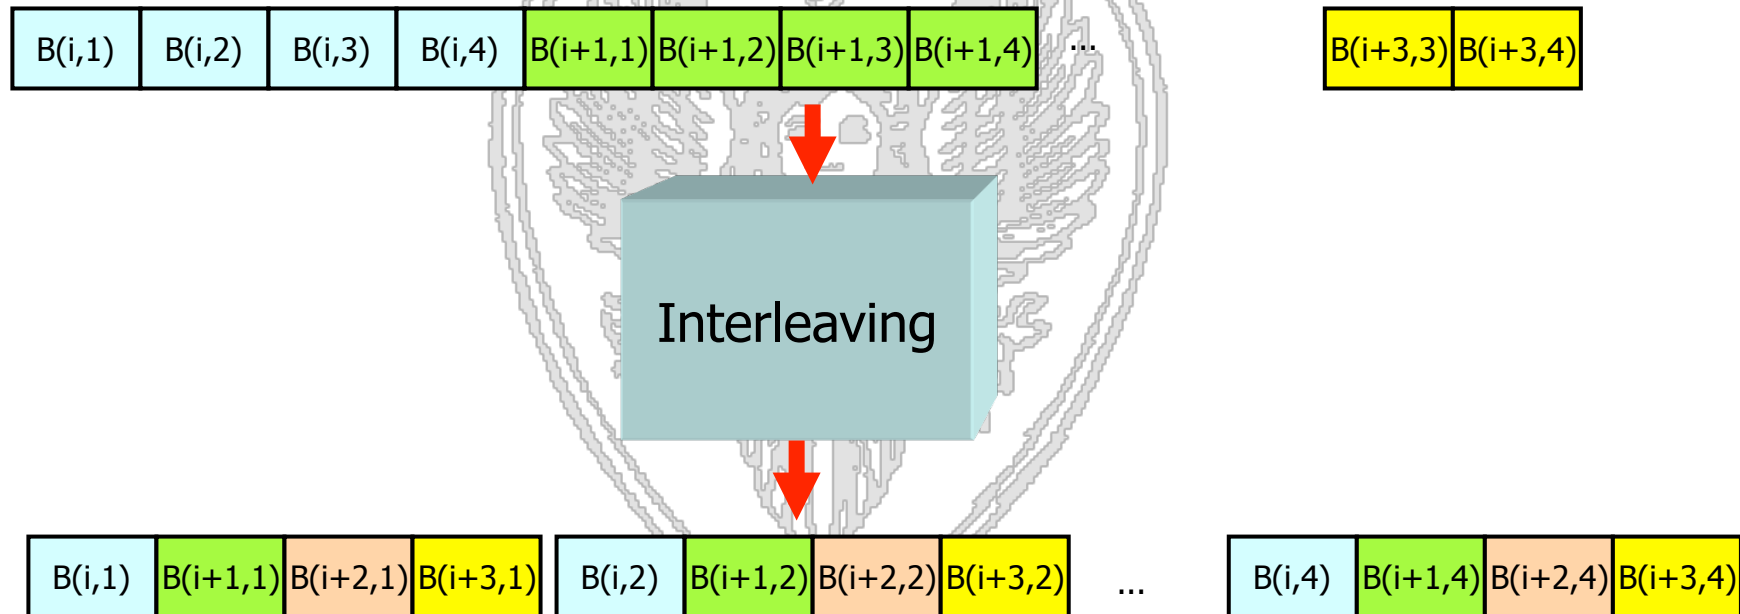 B(i,1) B(i,2) B(i,3) B(i,4) B(i+1,1) B(i+1,2) B(i+1,3) B(i+1,4) ... B(i+3,3) B(i+3,4)
Interleaving
B(i,1) B(i+1,1) B(i+2,1) B(i+3,1) B(i,2) B(i+1,2) B(i+2,2) B(i+3,2) ... B(i,4) B(i+1,4) B(i+2,4) B(i+3,4)